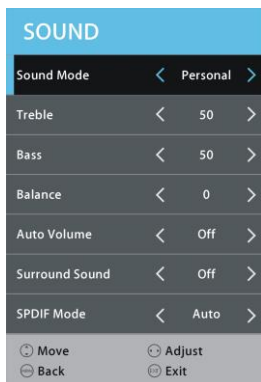 SOUND
Sound Mode < Personal >
Treble < 50 >
Bass < 50 >
Balance < 0 >
Auto Volume < Off >
Surround Sound < Off >
SPDIF Mode < Auto >
Move Adjust
Back Exit